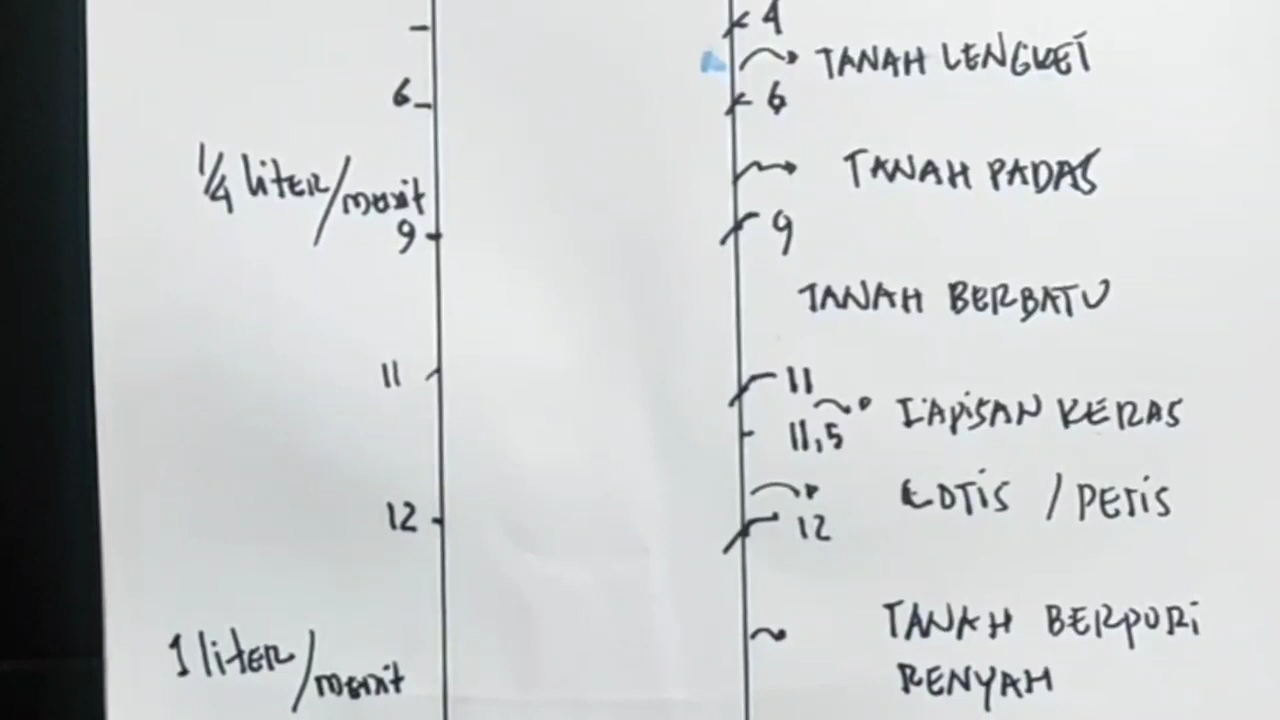 4
TANAH LENGKET
6
6
1/4 liter/menit
TANAH PADAS
9
9
TANAH BERBATU
11
11
LAPISAN KERAS
11,5
/PETIS
12
12
TANAH BERPORI
1 liter/menit
RENYAH